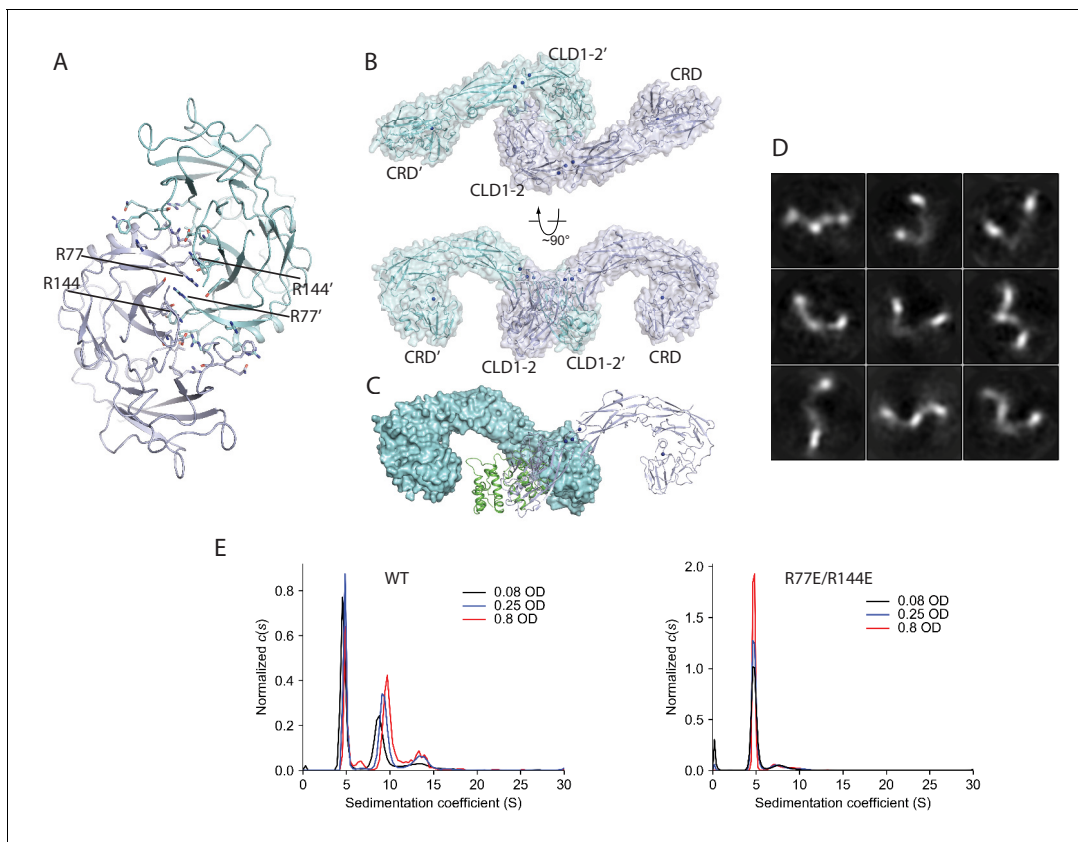 A
R77
R144
R144'
R77'
B
CLD1-2'
CRD
CRD'
CLD1-2
~90°
CRD'
CLD1-2
CLD1-2'
CRD
C
D
E
WT
0.08 OD
0.25 OD
0.8 OD
Normalized c(s)
0.8
0.6
0.4
0.2
0.0
0 5 10 15 20 25 30
Sedimentation coefficient (S)
R77E/R144E
0.08 OD
0.25 OD
0.8 OD
Normalized c(s)
2.0
1.5
1.0
0.5
0.0
0 5 10 15 20 25 30
Sedimentation coefficient (S)